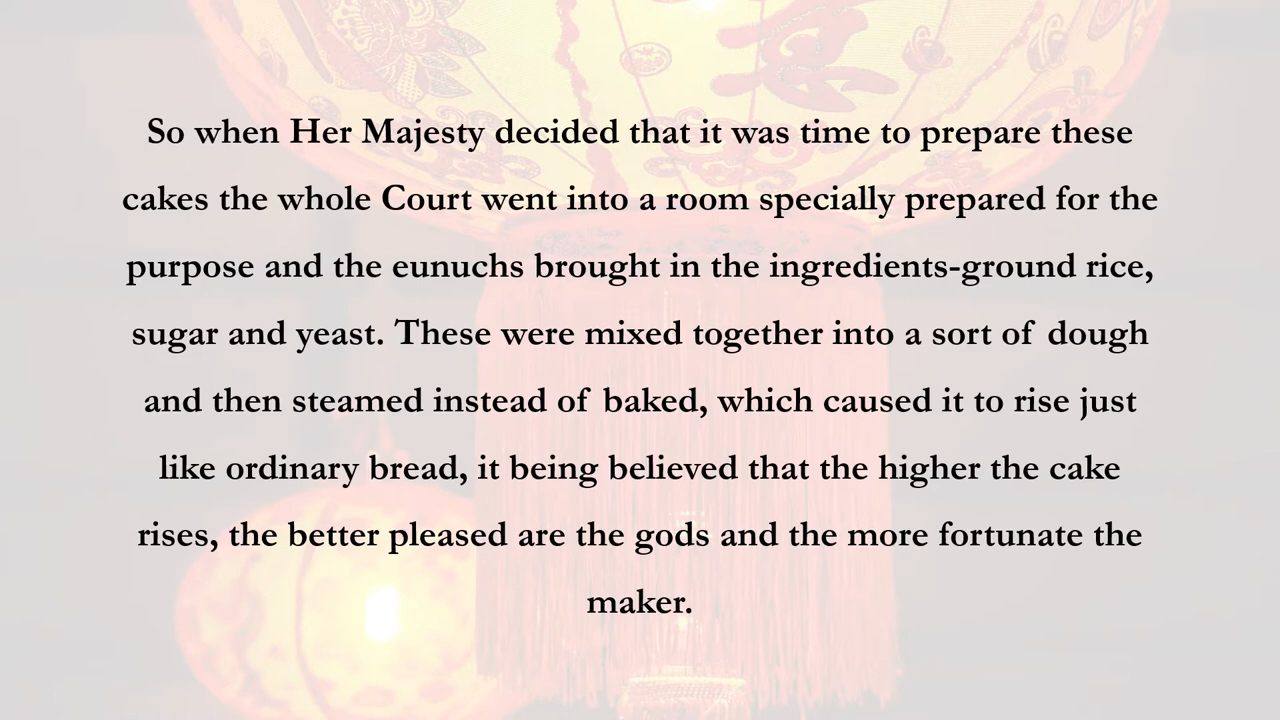 So when Her Majesty decided that it was time to prepare these
cakes the whole Court went into a room specially prepared for the
purpose and the eunuchs brought in the ingredients-ground rice,
sugar and yeast. These were mixed together into a sort of dough
and then steamed instead of baked, which caused it to rise just
like ordinary bread, it being believed that the higher the cake
rises, the better pleased are the gods and the more fortunate the
maker.